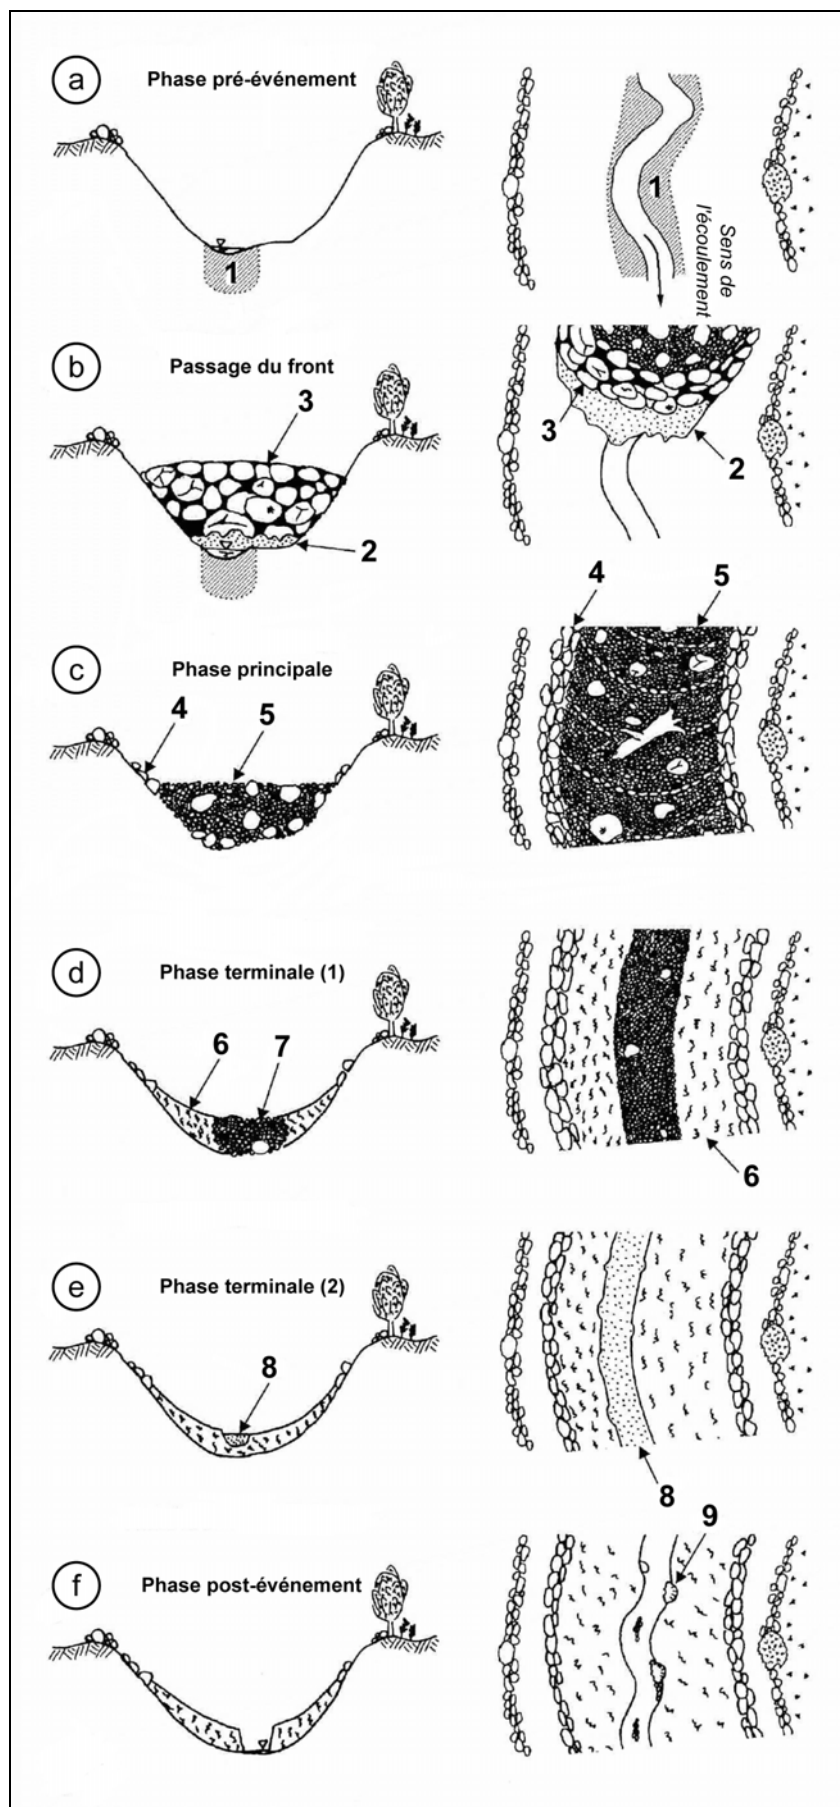 a
Phase pré-événement
1
1
Sens de
l'écoulement
b
Passage du front
3
2
3
2
c
Phase principale
4
5
4
5
d
Phase terminale (1)
6
7
6
e
Phase terminale (2)
8
8
f
Phase post-événement
9